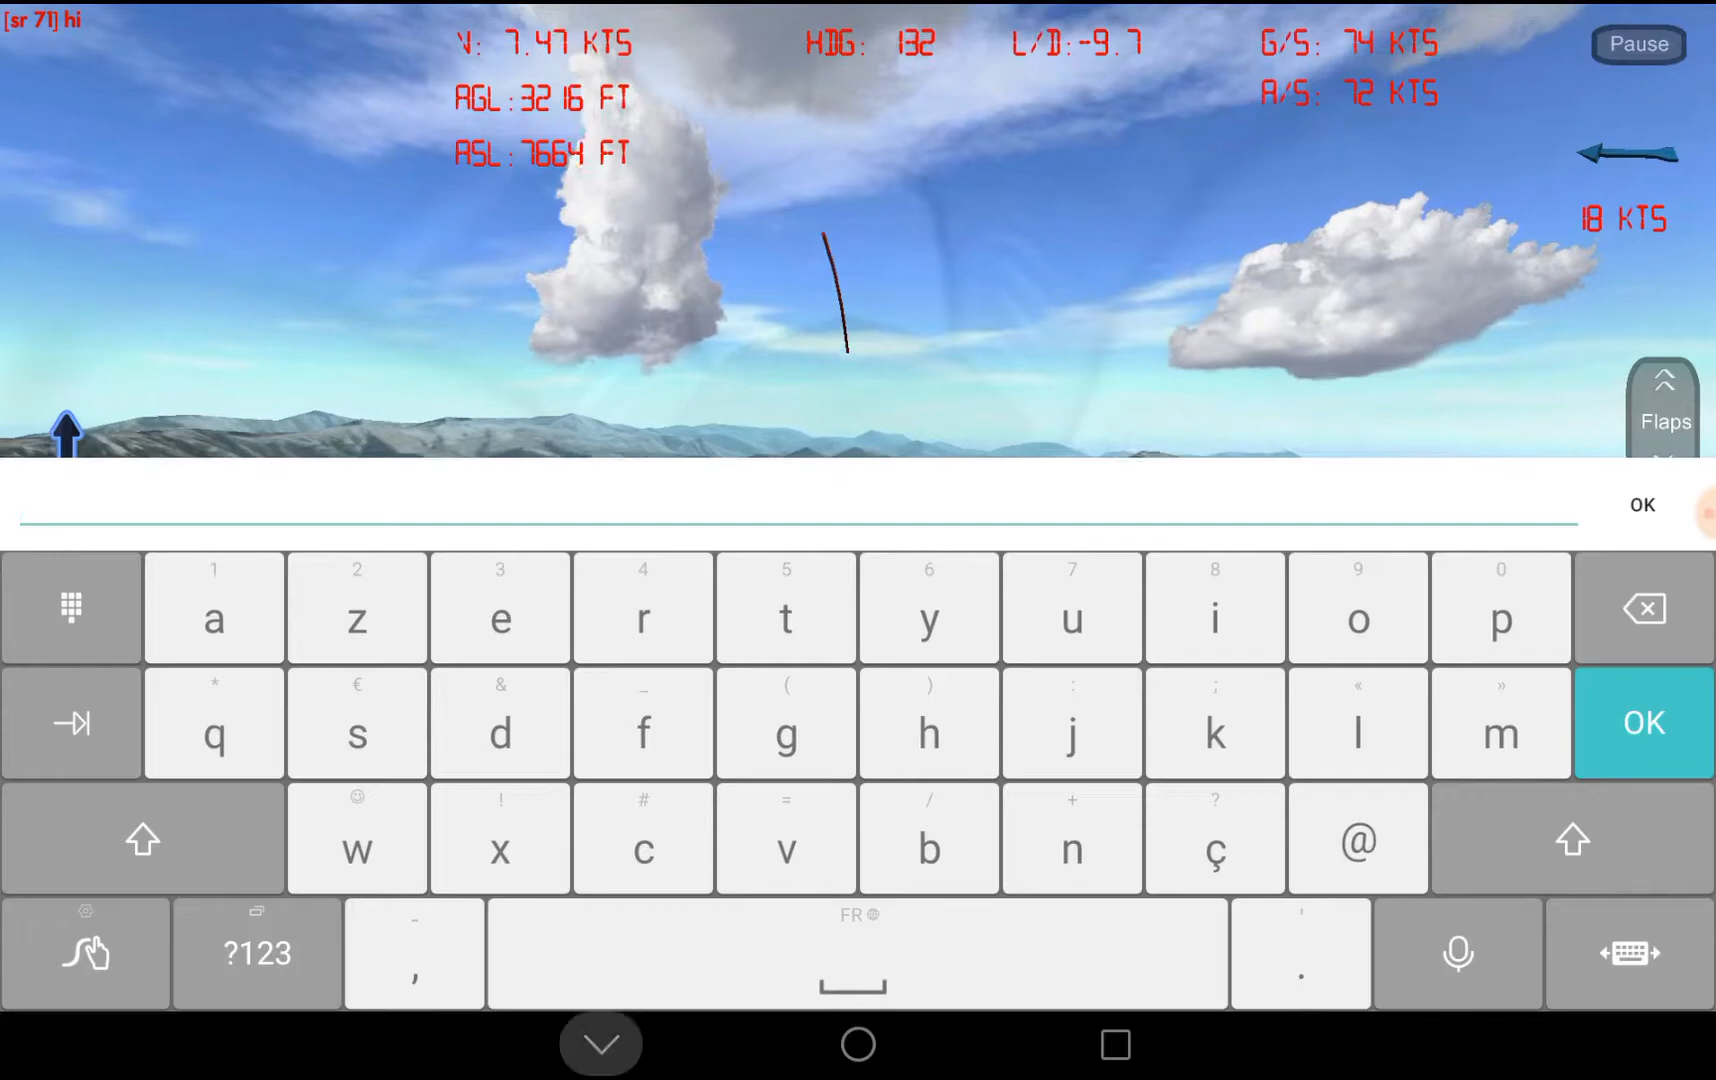 [sr 71] hi
V: 7.47 KTS HDG: 132 L/D:-9.7 G/S: 74 KTS Pause
AGL:3216 FT A/S: 72 KTS
ASL:7664 FT
18 KTS
Flaps
OK
1 2 3 4 5 6 7 8 9 0
a z e r t y u i o p
* € & _ ( ) : ; « »
q s d f g h j k l m OK
! # = / + ?
w x c v b n ç @
- FR '
?123 , .